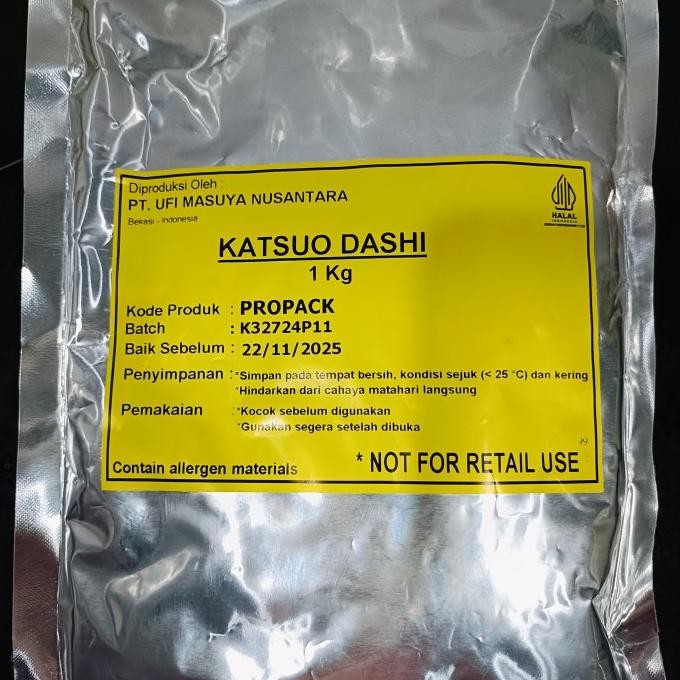 Diproduksi Oleh :
PT. UFI MASUYA NUSANTARA
Bekasi - Indonesia
HALAL
INDONESIA
KATSUO DASHI
1 Kg
Kode Produk : PROPACK
Batch : K32724P11
Baik Sebelum : 22/11/2025
Penyimpanan :*Simpan pada tempat bersih, kondisi sejuk (< 25 °C) dan kering
*Hindarkan dari cahaya matahari langsung
Pemakaian :*Kocok sebelum digunakan
*Gunakan segera setelah dibuka
Contain allergen materials * NOT FOR RETAIL USE